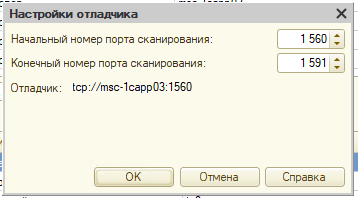 Настройки отладчика
Начальный номер порта сканирования: 1 560
Конечный номер порта сканирования: 1 591
Отладчик: tcp://msc-1capp03:1560
ОК Отмена Справка